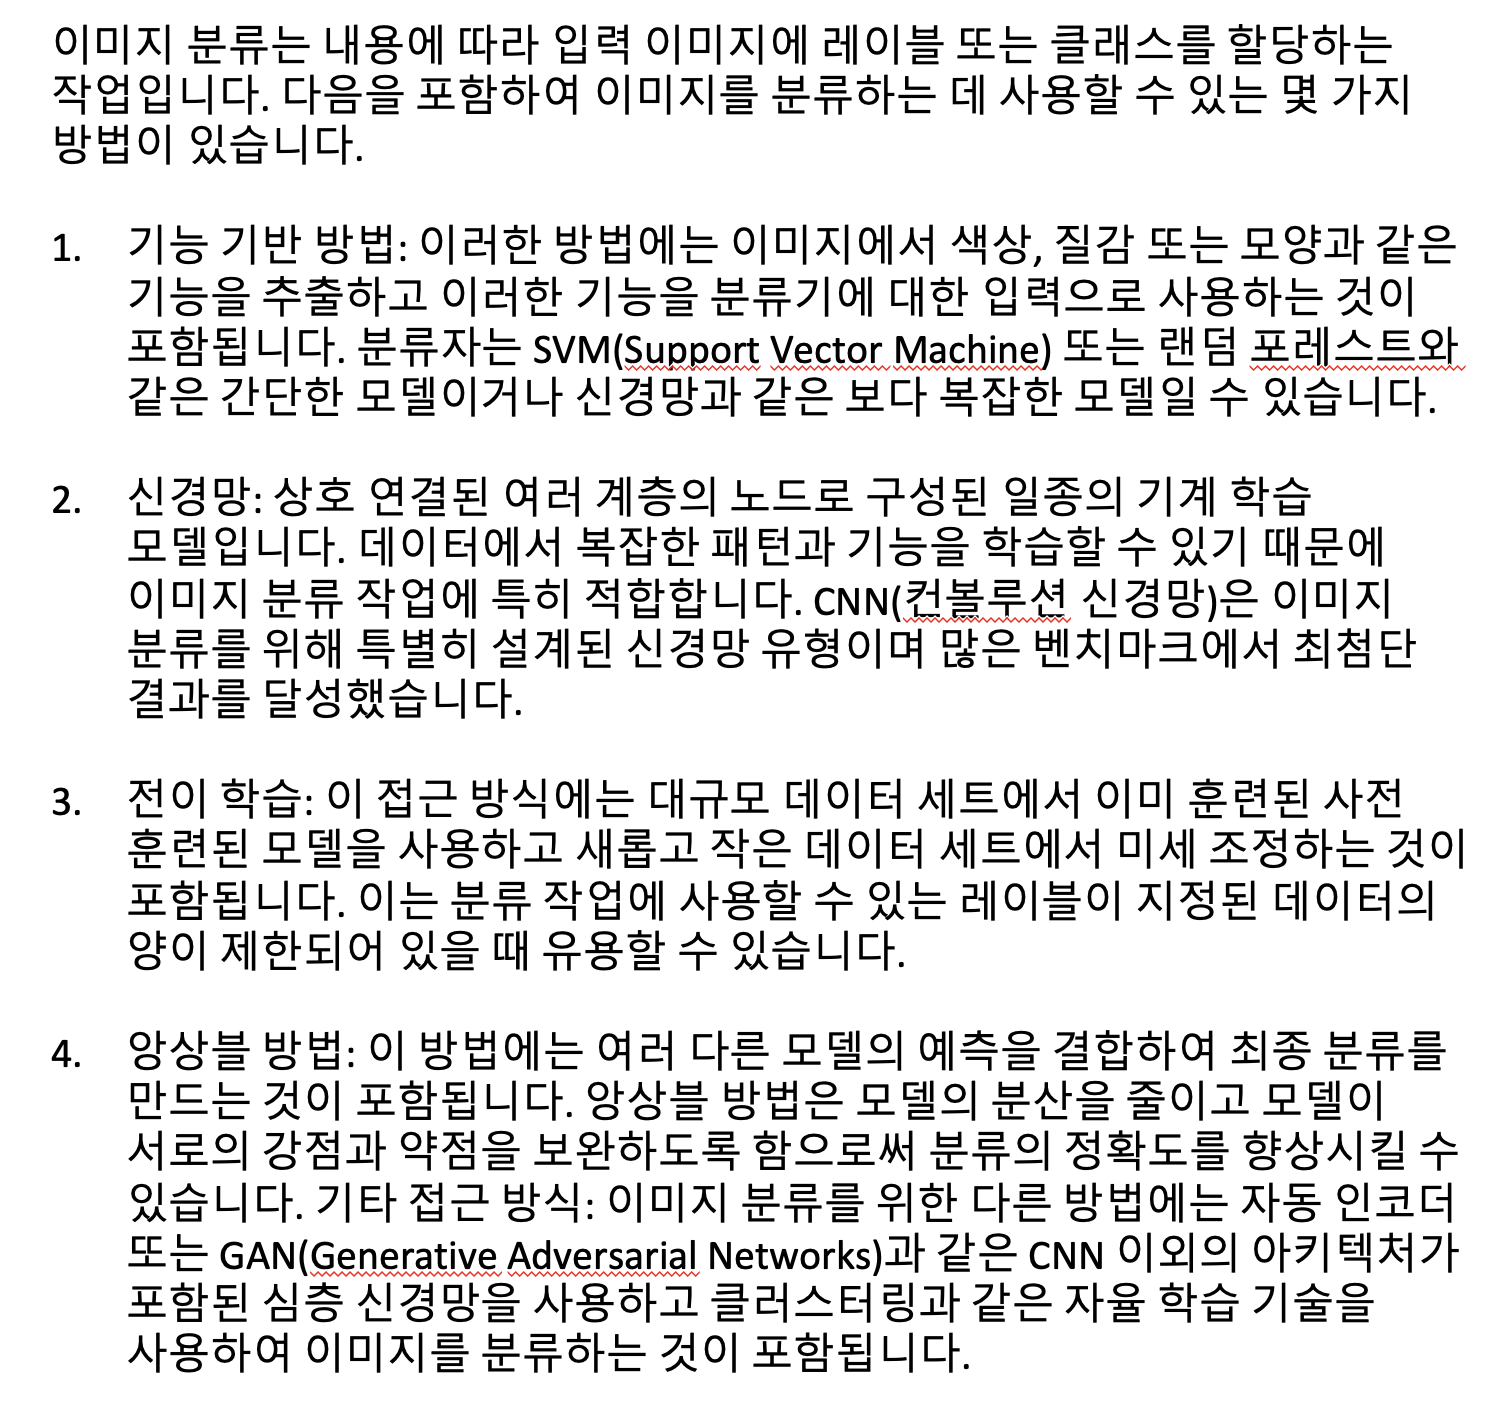 이미지 분류는 내용에 따라 입력 이미지에 레이블 또는 클래스를 할당하는
작업입니다. 다음을 포함하여 이미지를 분류하는 데 사용할 수 있는 몇 가지
방법이 있습니다.
1. 기능 기반 방법: 이러한 방법에는 이미지에서 색상, 질감 또는 모양과 같은
기능을 추출하고 이러한 기능을 분류기에 대한 입력으로 사용하는 것이
포함됩니다. 분류자는 SVM(Support Vector Machine) 또는 랜덤 포레스트와
같은 간단한 모델이거나 신경망과 같은 보다 복잡한 모델일 수 있습니다.
2. 신경망: 상호 연결된 여러 계층의 노드로 구성된 일종의 기계 학습
모델입니다. 데이터에서 복잡한 패턴과 기능을 학습할 수 있기 때문에
이미지 분류 작업에 특히 적합합니다. CNN(컨볼루션 신경망)은 이미지
분류를 위해 특별히 설계된 신경망 유형이며 많은 벤치마크에서 최첨단
결과를 달성했습니다.
3. 전이 학습: 이 접근 방식에는 대규모 데이터 세트에서 이미 훈련된 사전
훈련된 모델을 사용하고 새롭고 작은 데이터 세트에서 미세 조정하는 것이
포함됩니다. 이는 분류 작업에 사용할 수 있는 레이블이 지정된 데이터의
양이 제한되어 있을 때 유용할 수 있습니다.
4. 앙상블 방법: 이 방법에는 여러 다른 모델의 예측을 결합하여 최종 분류를
만드는 것이 포함됩니다. 앙상블 방법은 모델의 분산을 줄이고 모델이
서로의 강점과 약점을 보완하도록 함으로써 분류의 정확도를 향상시킬 수
있습니다. 기타 접근 방식: 이미지 분류를 위한 다른 방법에는 자동 인코더
또는 GAN(Generative Adversarial Networks)과 같은 CNN 이외의 아키텍처가
포함된 심층 신경망을 사용하고 클러스터링과 같은 자율 학습 기술을
사용하여 이미지를 분류하는 것이 포함됩니다.